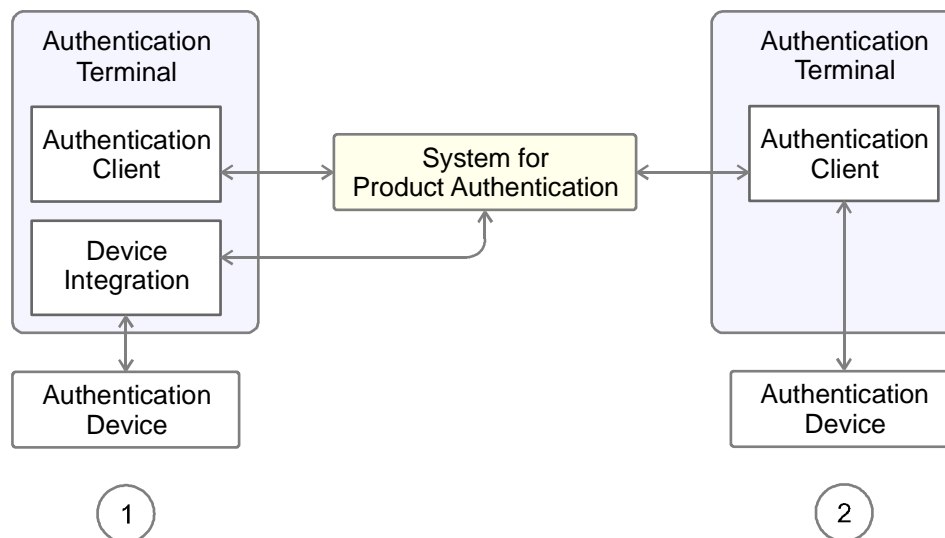 Authentication
Terminal
Authentication
Client
Device
Integration
Authentication
Device
1
System for
Product Authentication
Authentication
Terminal
Authentication
Client
Authentication
Device
2